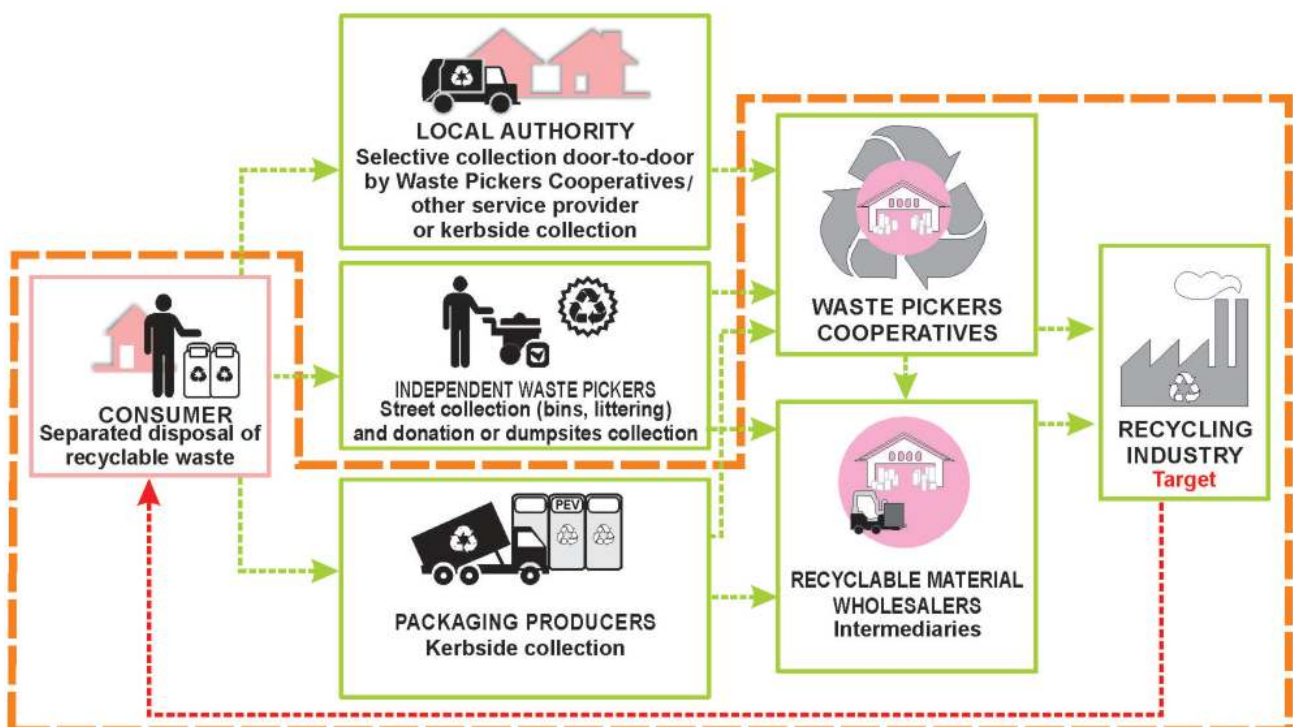 LOCAL AUTHORITY
Selective collection door-to-door
by Waste Pickers Cooperatives/
other service provider
or kerbside collection
CONSUMER
Separated disposal of
recyclable waste
INDEPENDENT WASTE PICKERS
Street collection (bins, littering)
and donation or dumpsites collection
PEV
PACKAGING PRODUCERS
Kerbside collection
WASTE PICKERS
COOPERATIVES
RECYCLABLE MATERIAL
WHOLESALERS
Intermediaries
RECYCLING
INDUSTRY
Target